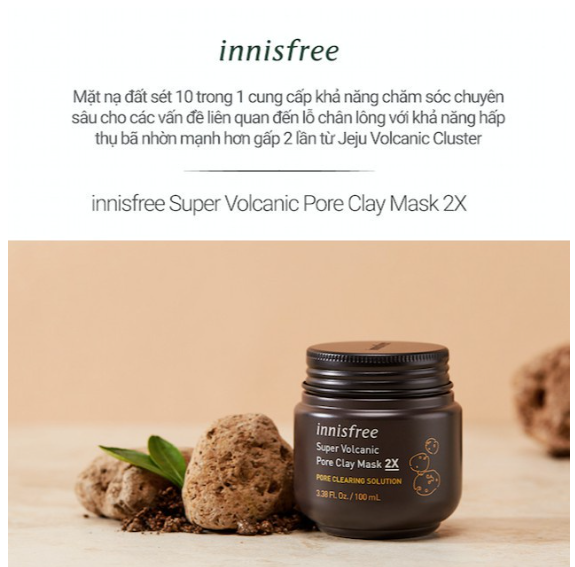 innisfree
Mặt nạ đất sét 10 trong 1 cung cấp khả năng chăm sóc chuyên
sâu cho các vấn đề liên quan đến lỗ chân lông với khả năng hấp
thụ bã nhờn mạnh hơn gấp 2 lần từ Jeju Volcanic Cluster
innisfree Super Volcanic Pore Clay Mask 2X
innisfree
Super Volcanic
Pore Clay Mask 2X
PORE CLEARING SOLUTION
3.38 FL. Oz. / 100 mL